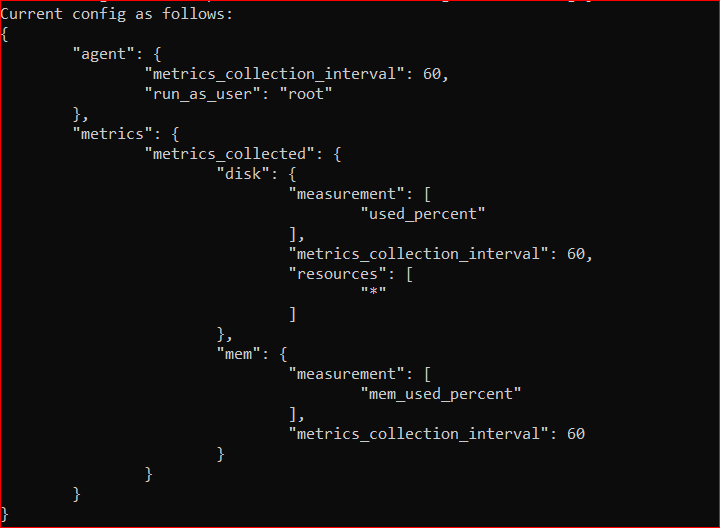 Current config as follows:
{
        "agent": {
                "metrics_collection_interval": 60,
                "run_as_user": "root"
        },
        "metrics": {
                "metrics_collected": {
                        "disk": {
                                "measurement": [
                                        "used_percent"
                                ],
                                "metrics_collection_interval": 60,
                                "resources": [
                                        "*"
                                ]
                        },
                        "mem": {
                                "measurement": [
                                        "mem_used_percent"
                                ],
                                "metrics_collection_interval": 60
                        }
                }
        }
}